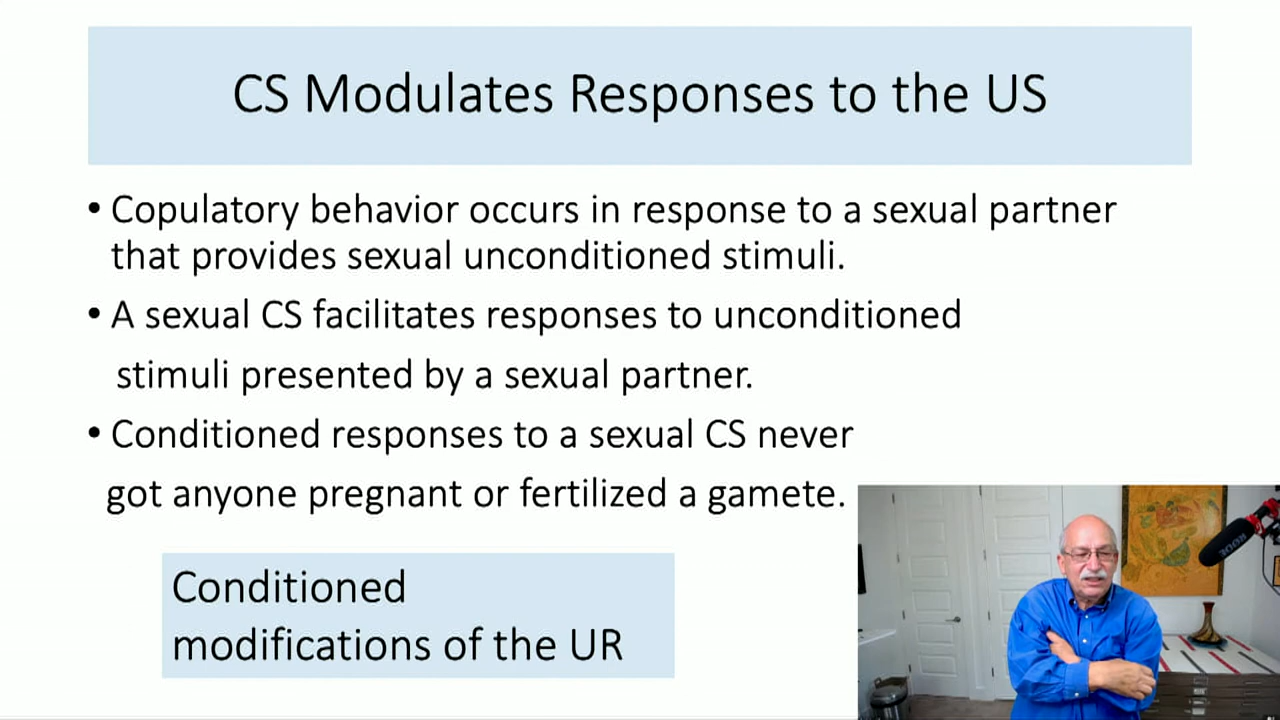 CS Modulates Responses to the US
• Copulatory behavior occurs in response to a sexual partner
that provides sexual unconditioned stimuli.
• A sexual CS facilitates responses to unconditioned
stimuli presented by a sexual partner.
• Conditioned responses to a sexual CS never
got anyone pregnant or fertilized a gamete.
Conditioned
modifications of the UR
RODE